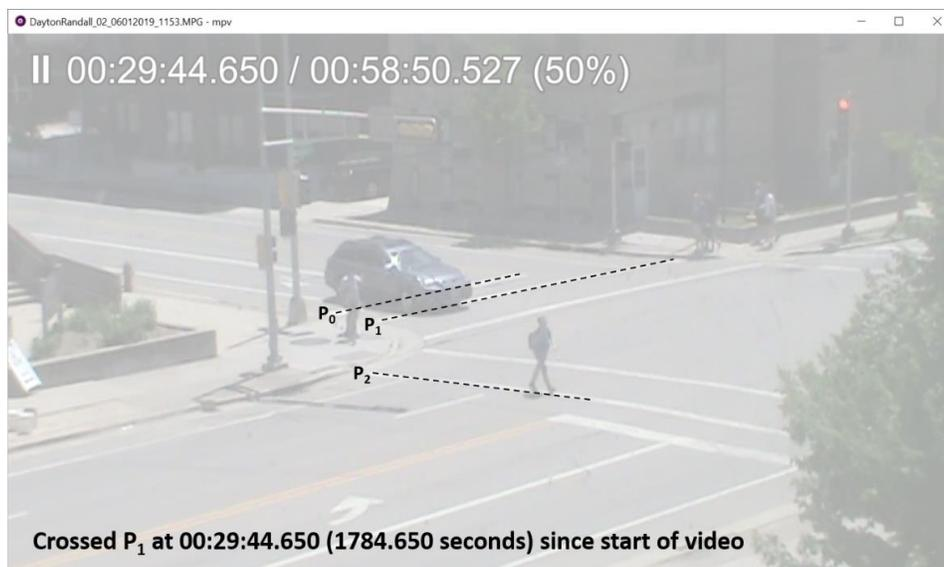 DaytonRandall_02_06012019_1153.MPG - mpv
00:29:44.650 / 00:58:50.527 (50%)
P0
P1
P2
Crossed P1 at 00:29:44.650 (1784.650 seconds) since start of video